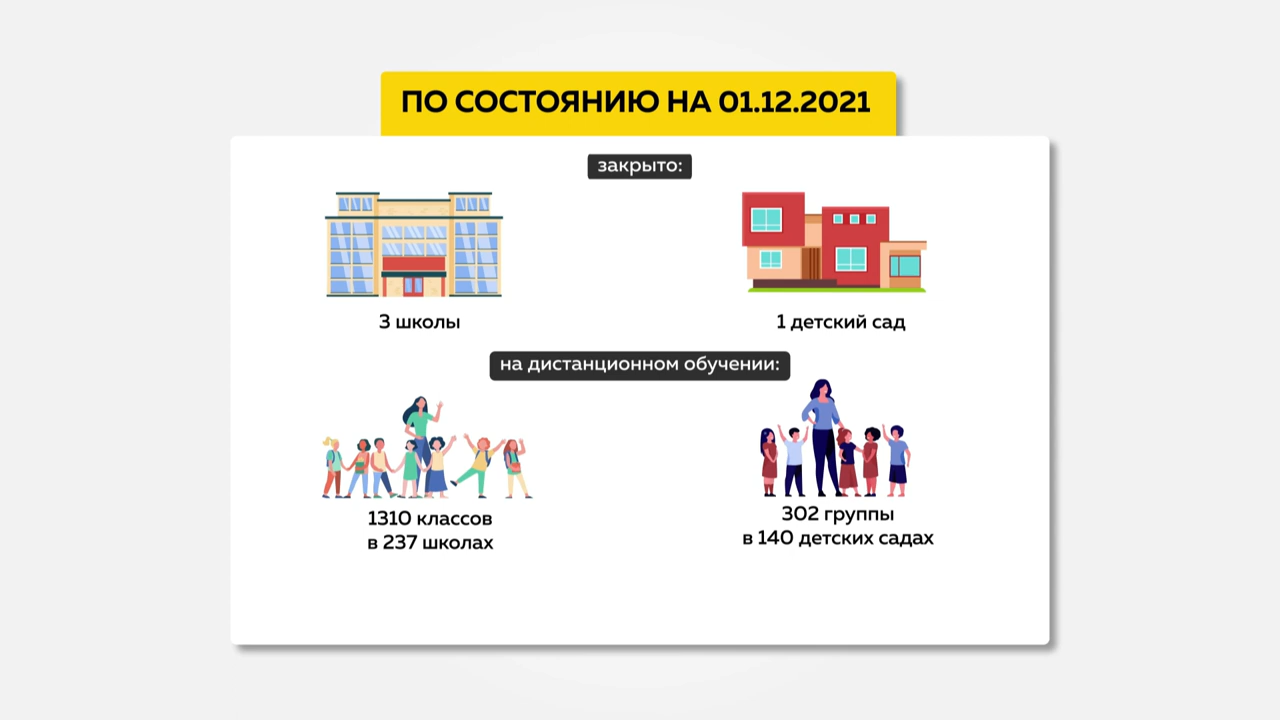 ПО СОСТОЯНИЮ НА 01.12.2021
закрыто:
3 школы
1 детский сад
на дистанционном обучении:
1310 классов
в 237 школах
302 группы
в 140 детских садах